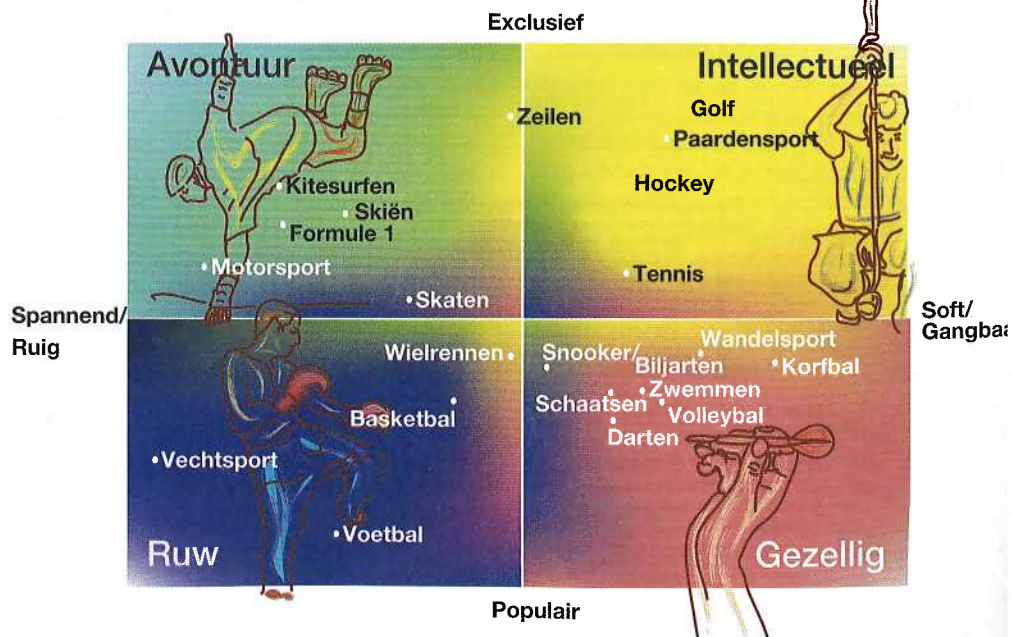 Exclusief
Avontuur
Intellectueel
Golf
Zeilen
Paardensport
Kitesurfen
Hockey
Skiën
Formule 1
Motorsport
Tennis
Skaten
Spannend/
Ruig
Soft/
Gangbaa
Wielrennen
Snooker/
Biljarten
Wandelsport
Korfbal
Zwemmen
Schaatsen
Volleybal
Basketbal
Darten
Vechtsport
Voetbal
Ruw
Gezellig
Populair